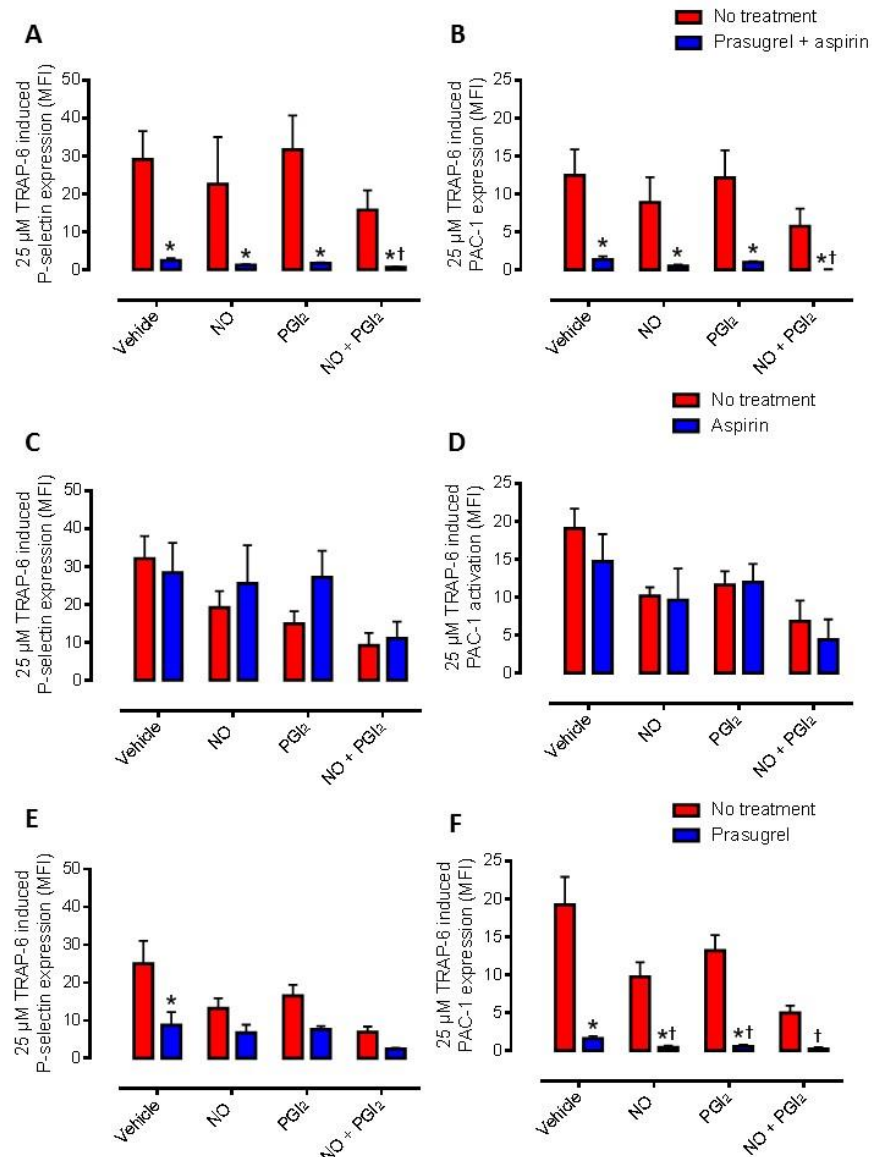 No treatment
Prasugrel + aspirin
A
25 µM TRAP-6 induced
P-selectin expression (MFI)
50
40
30
20
10
0
*
*
*
*†
Vehicle
NO
PGI₂
NO + PGI₂
B
25 µM TRAP-6 induced
PAC-1 expression (MFI)
25
20
15
10
5
0
*
*
*
*†
Vehicle
NO
PGI₂
NO + PGI₂
No treatment
Aspirin
C
25 µM TRAP-6 induced
P-selectin expression (MFI)
50
40
30
20
10
0
Vehicle
NO
PGI₂
NO + PGI₂
D
25 µM TRAP-6 induced
PAC-1 activation (MFI)
25
20
15
10
5
0
Vehicle
NO
PGI₂
NO + PGI₂
E
25 µM TRAP-6 induced
P-selectin expression (MFI)
50
40
30
20
10
0
*
Vehicle
NO
PGI₂
NO + PGI₂
F
No treatment
Prasugrel
25 µM TRAP-6 induced
PAC-1 expression (MFI)
25
20
15
10
5
0
*
*†
*†
†
Vehicle
NO
PGI₂
NO + PGI₂